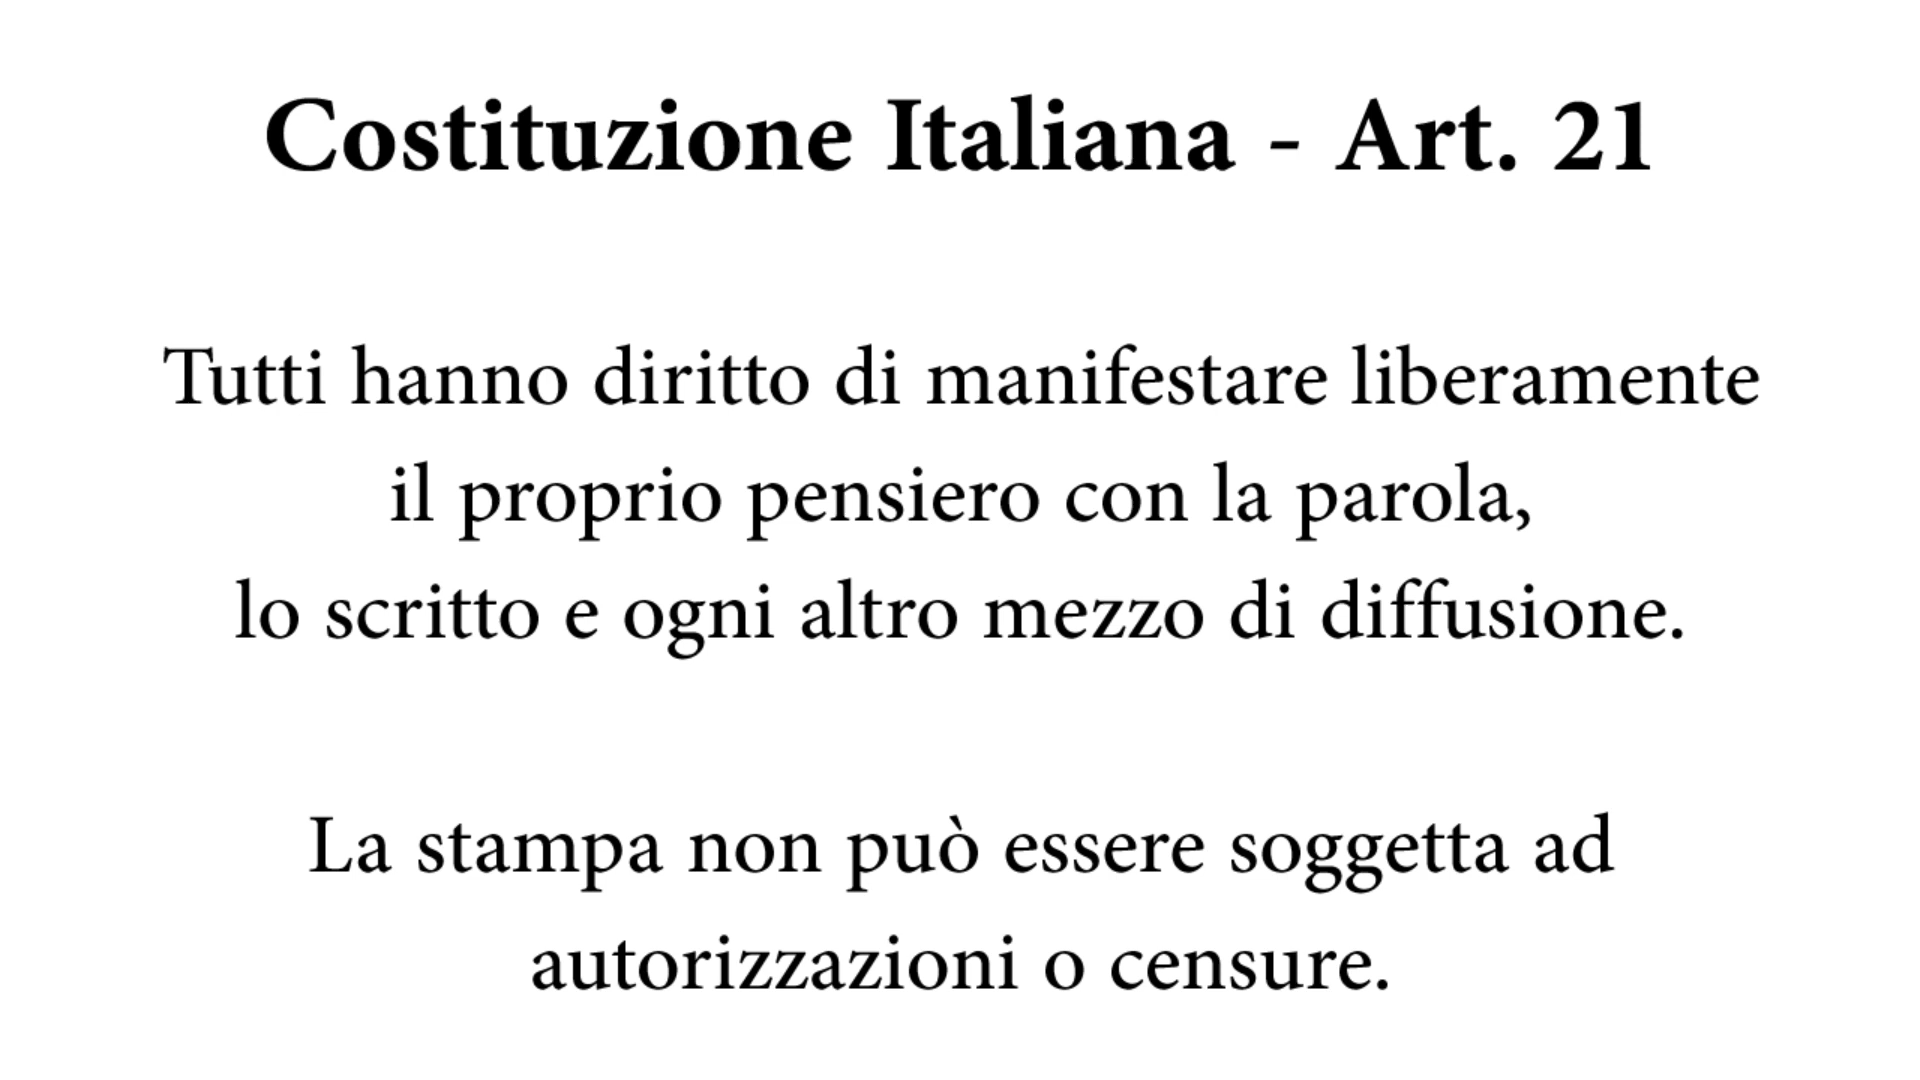 Costituzione Italiana - Art. 21
Tutti hanno diritto di manifestare liberamente
il proprio pensiero con la parola,
lo scritto e ogni altro mezzo di diffusione.
La stampa non può essere soggetta ad
autorizzazioni o censure.